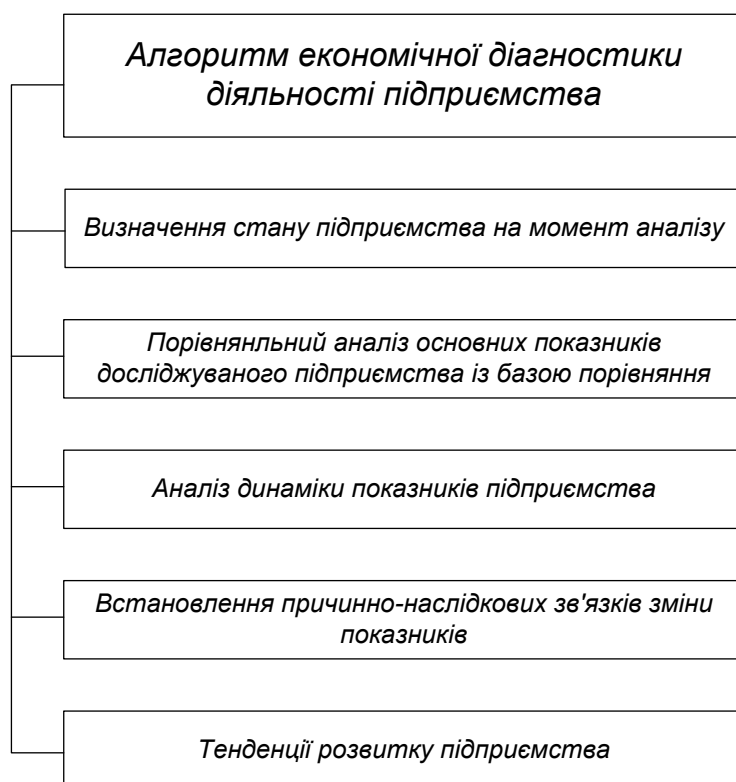 Алгоритм економічної діагностики
діяльності підприємства
Визначення стану підприємства на момент аналізу
Порівнянльний аналіз основних показників
досліджуваного підприємства із базою порівняння
Аналіз динаміки показників підприємства
Встановлення причинно-наслідкових зв'язків зміни
показників
Тенденції розвитку підприємства